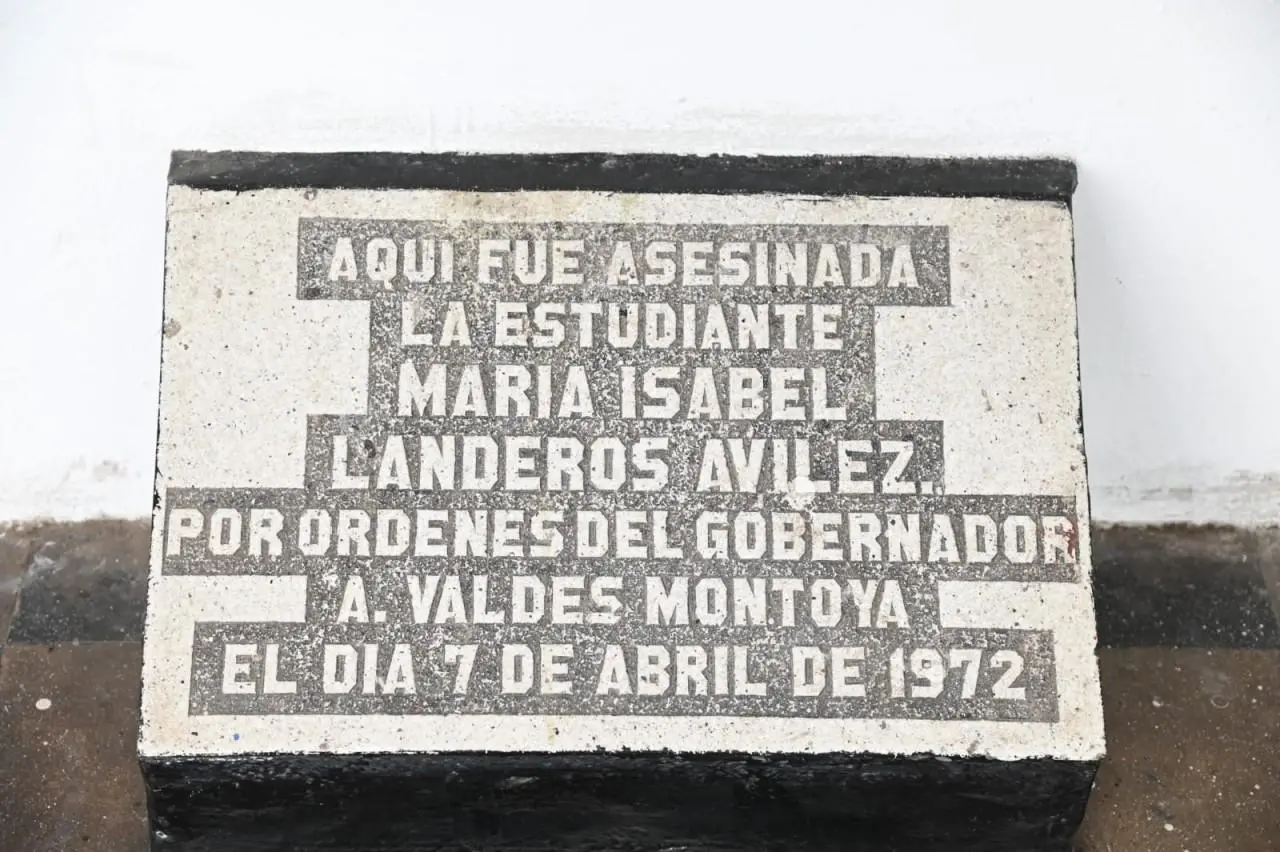 AQUI FUE ASESINADA
LA ESTUDIANTE
MARIA ISABEL
LANDEROS AVILEZ.
POR ORDENES DEL GOBERNADOR
A. VALDES MONTOYA
EL DIA 7 DE ABRIL DE 1972